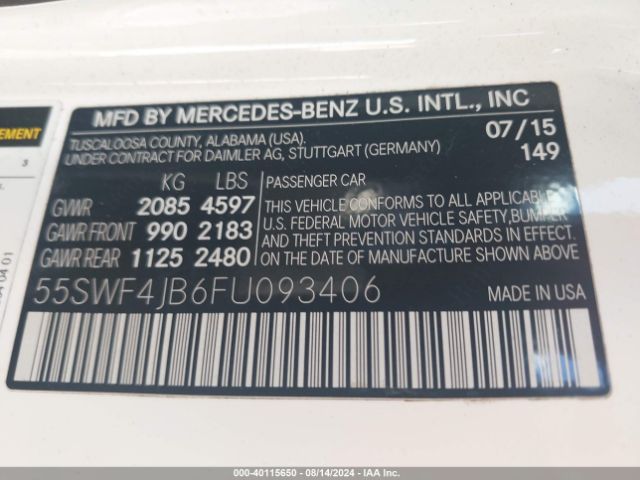 EMENT
3
04 01
MFD BY MERCEDES-BENZ U.S. INTL., INC
TUSCALOOSA COUNTY, ALABAMA (USA).
07/15
UNDER CONTRACT FOR DAIMLER AG, STUTTGART (GERMANY)
149
KG LBS
PASSENGER CAR
GVWR 2085 4597
THIS VEHICLE CONFORMS TO ALL APPLICABLE
GAWR FRONT 990 2183
U.S. FEDERAL MOTOR VEHICLE SAFETY,BUMPER
AND THEFT PREVENTION STANDARDS IN EFFECT
GAWR REAR 1125 2480
ON THE DATE OF MANUFACTURE SHOWN ABOVE.
55SWF4JB6FU093406
MADE IN USA
000-40115650 - 08/14/2024 - IAA Inc.